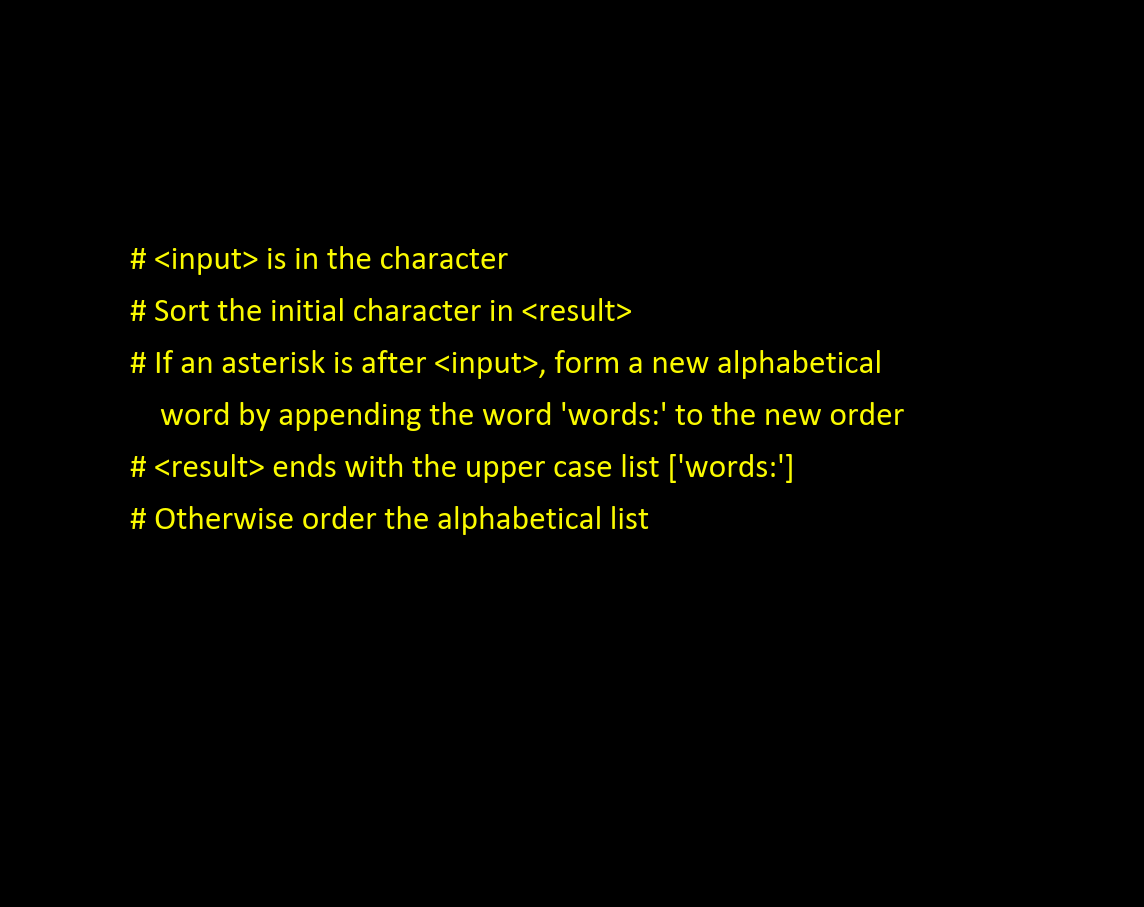 # <input> is in the character
# Sort the initial character in <result>
# If an asterisk is after <input>, form a new alphabetical
word by appending the word 'words:' to the new order
# <result> ends with the upper case list ['words:']
# Otherwise order the alphabetical list